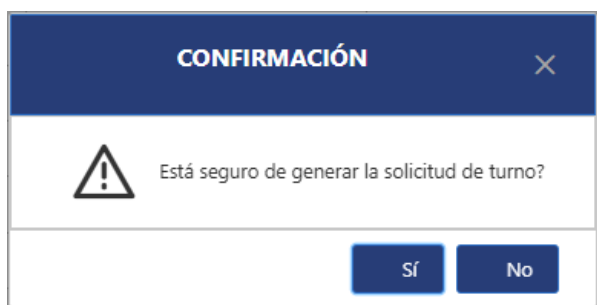 CONFIRMACIÓN
Está seguro de generar la solicitud de turno?
Sí No